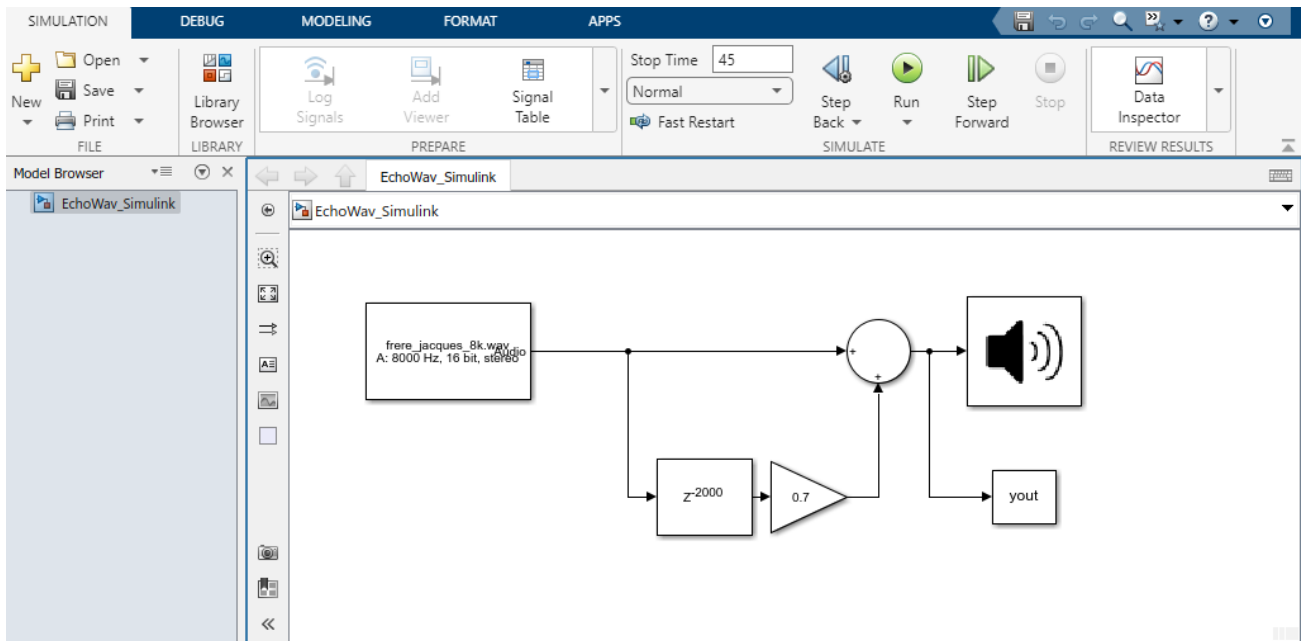 SIMULATION DEBUG MODELING FORMAT APPS
New
Open
Save
Print
FILE
Library
Browser
LIBRARY
Log
Signals
Add
Viewer
Signal
Table
PREPARE
Stop Time 45
Normal
Fast Restart
Step
Back
Run
Step
Forward
Stop
SIMULATE
Data
Inspector
REVIEW RESULTS
Model Browser
EchoWav_Simulink
EchoWav_Simulink
EchoWav_Simulink
frere_jacques_8k.wav
A: 8000 Hz, 16 bit, stereo
Audio
+
+
z-2000
0.7
yout